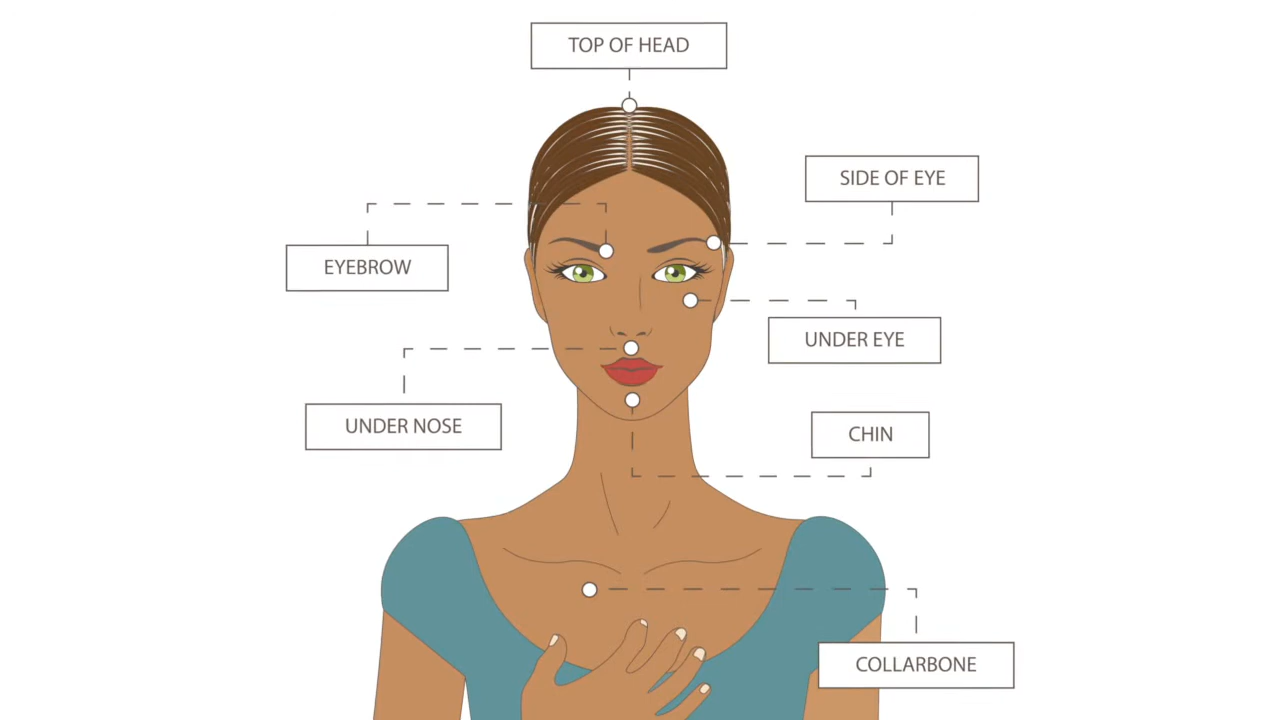 TOP OF HEAD
SIDE OF EYE
EYEBROW
UNDER EYE
UNDER NOSE
CHIN
COLLARBONE